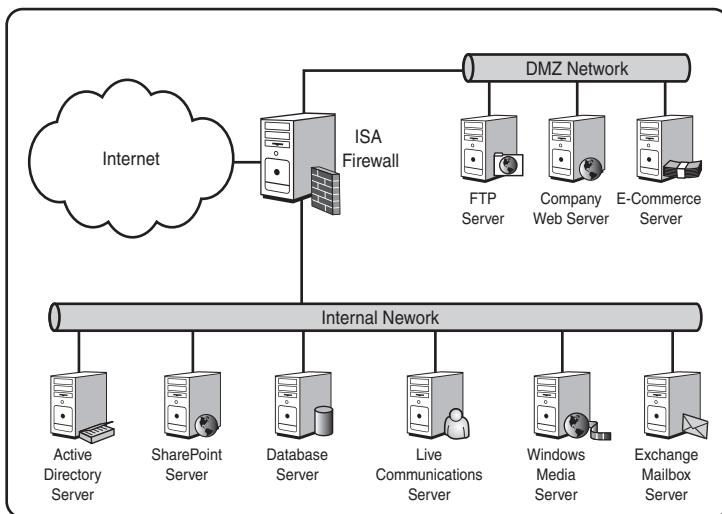 DMZ Network
Internet
ISA
Firewall
FTP
Server
Company
Web Server
E-Commerce
Server
Internal Nework
Active
Directory
Server
SharePoint
Server
Database
Server
Live
Communications
Server
Windows
Media
Server
Exchange
Mailbox
Server